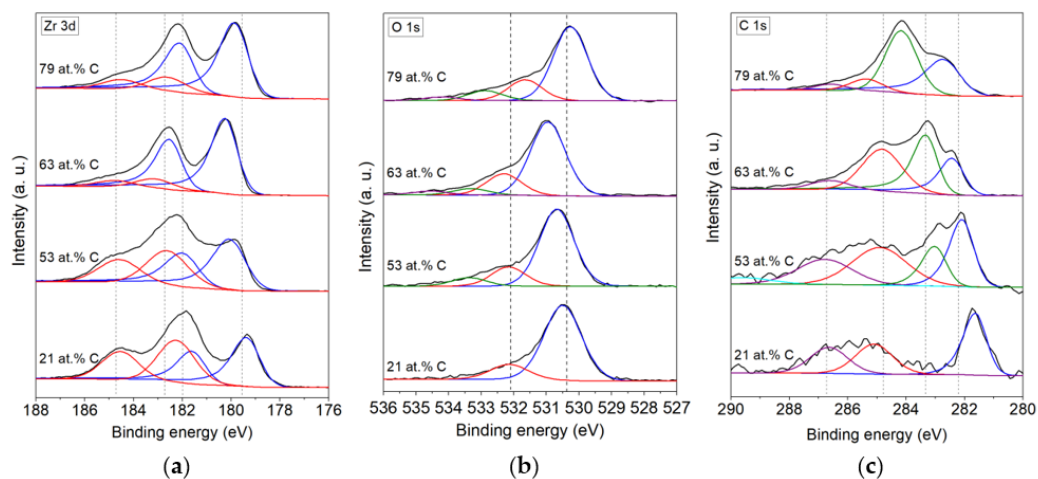 Zr 3d
79 at.% C
63 at.% C
53 at.% C
21 at.% C
Intensity (a. u.)
188 186 184 182 180 178 176
Binding energy (eV)
(a)
O 1s
79 at.% C
63 at.% C
53 at.% C
21 at.% C
Intensity (a. u.)
536 535 534 533 532 531 530 529 528 527
Binding energy (eV)
(b)
C 1s
79 at.% C
63 at.% C
53 at.% C
21 at.% C
Intensity (a. u.)
290 288 286 284 282 280
Binding energy (eV)
(c)